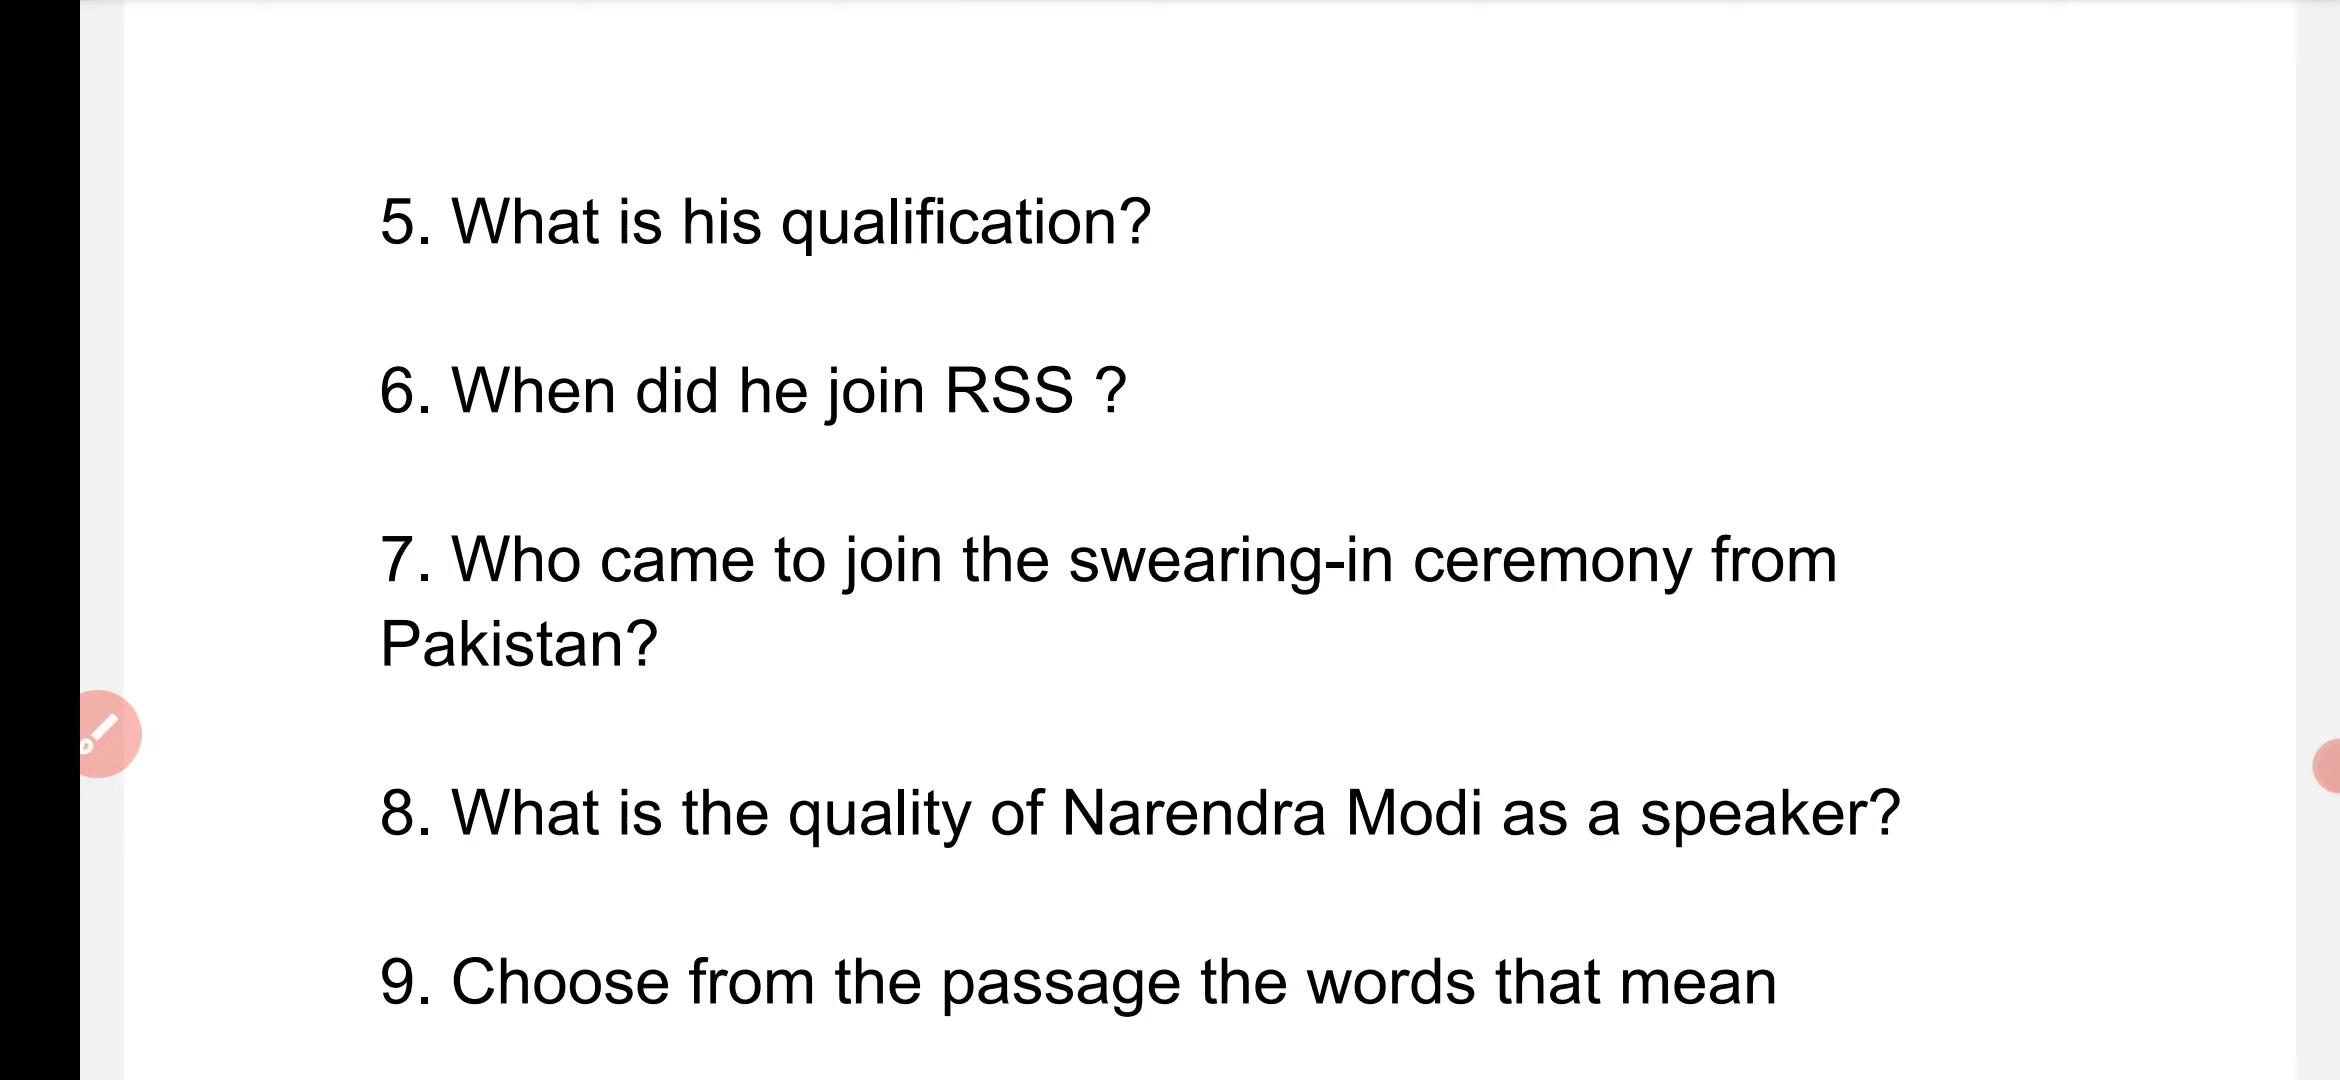 5. What is his qualification?
6. When did he join RSS ?
7. Who came to join the swearing-in ceremony from
Pakistan?
8. What is the quality of Narendra Modi as a speaker?
9. Choose from the passage the words that mean